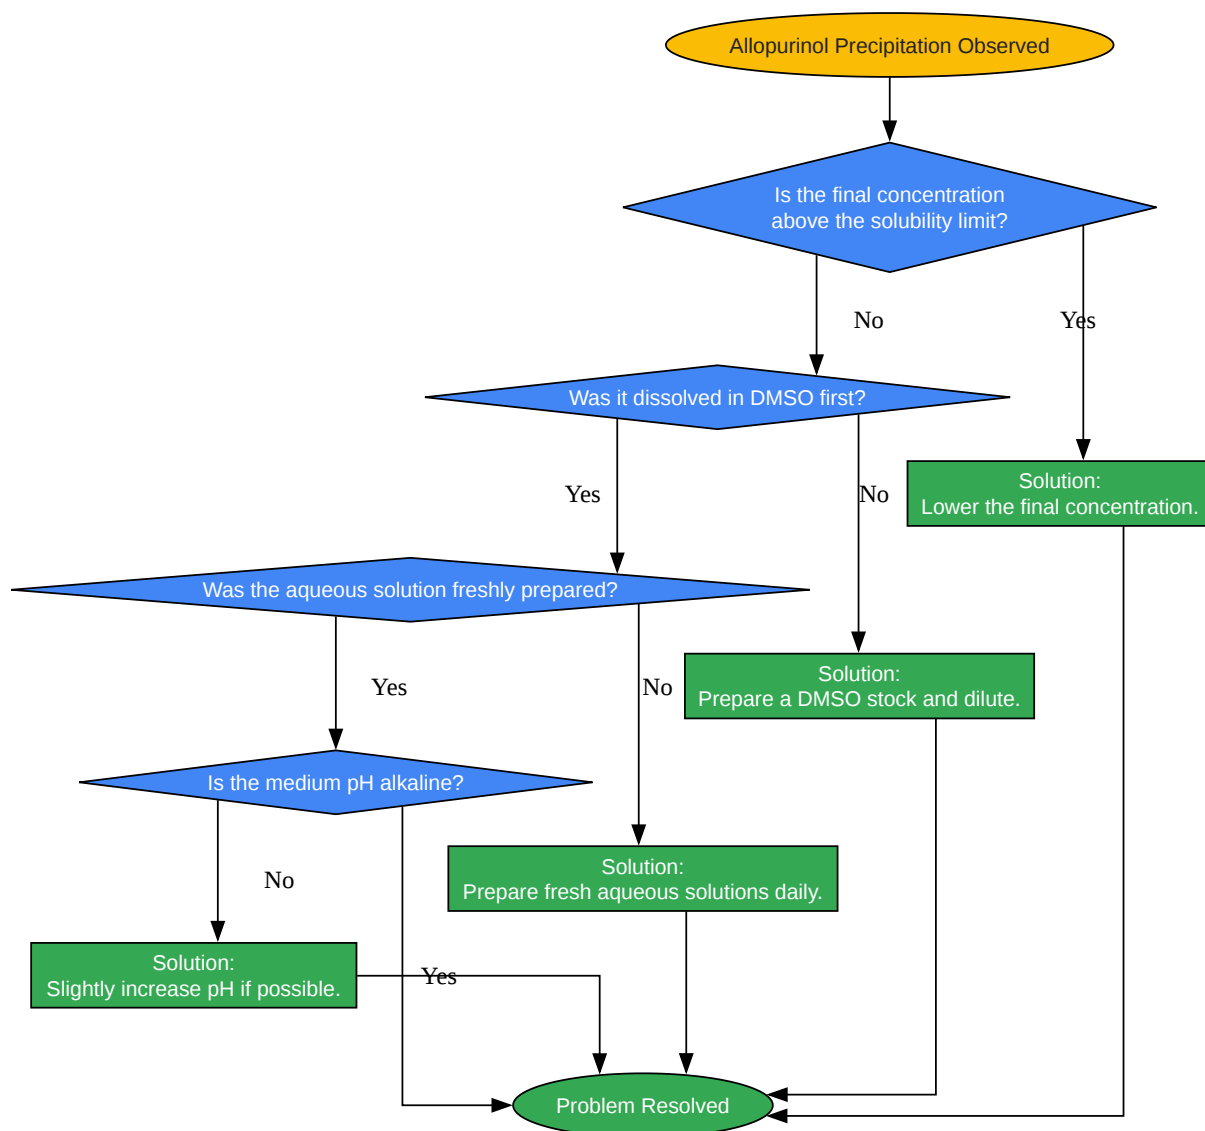 Allopurinol Precipitation Observed
Is the final concentration
above the solubility limit?
No
Yes
Was it dissolved in DMSO first?
Solution:
Lower the final concentration.
Yes
No
Was the aqueous solution freshly prepared?
Solution:
Prepare a DMSO stock and dilute.
Yes
No
Is the medium pH alkaline?
Solution:
Prepare fresh aqueous solutions daily.
No
Solution:
Slightly increase pH if possible.
Yes
Problem Resolved